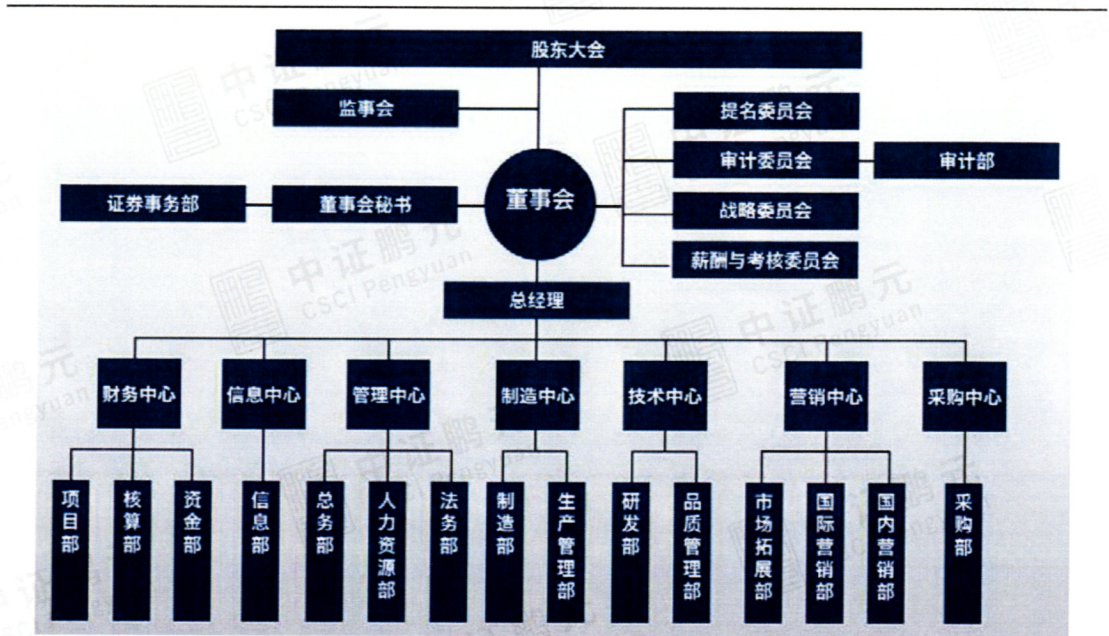 股东大会
监事会
提名委员会
审计委员会
审计部
证券事务部
董事会秘书
董事会
战略委员会
薪酬与考核委员会
总经理
财务中心
信息中心
管理中心
制造中心
技术中心
营销中心
采购中心
项目部
核算部
资金部
信息部
总务部
人力资源部
法务部
制造部
生产管理部
研发部
品质管理部
市场拓展部
国际营销部
国内营销部
采购部
中证鹏元
CSCI Pengyuan
中证鹏元
CSCI Pengyuan